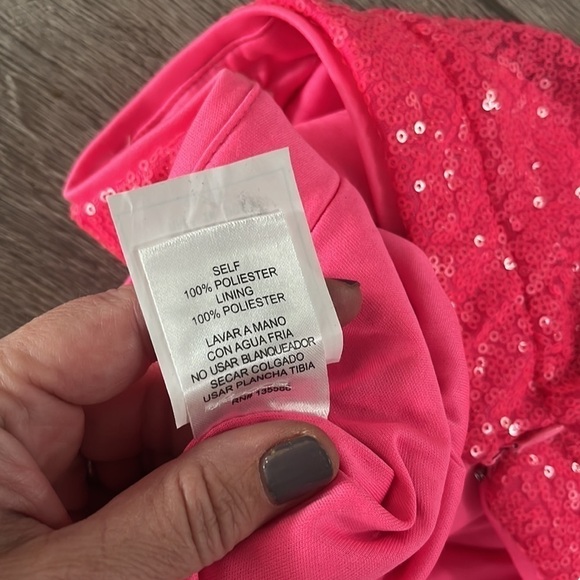 SELF
100% POLIESTER
LINING
100% POLIESTER
LAVAR A MANO
CON AGUA FRIA
NO USAR BLANQUEADOR
SECAR COLGADO
USAR PLANCHA TIBIA
RN#